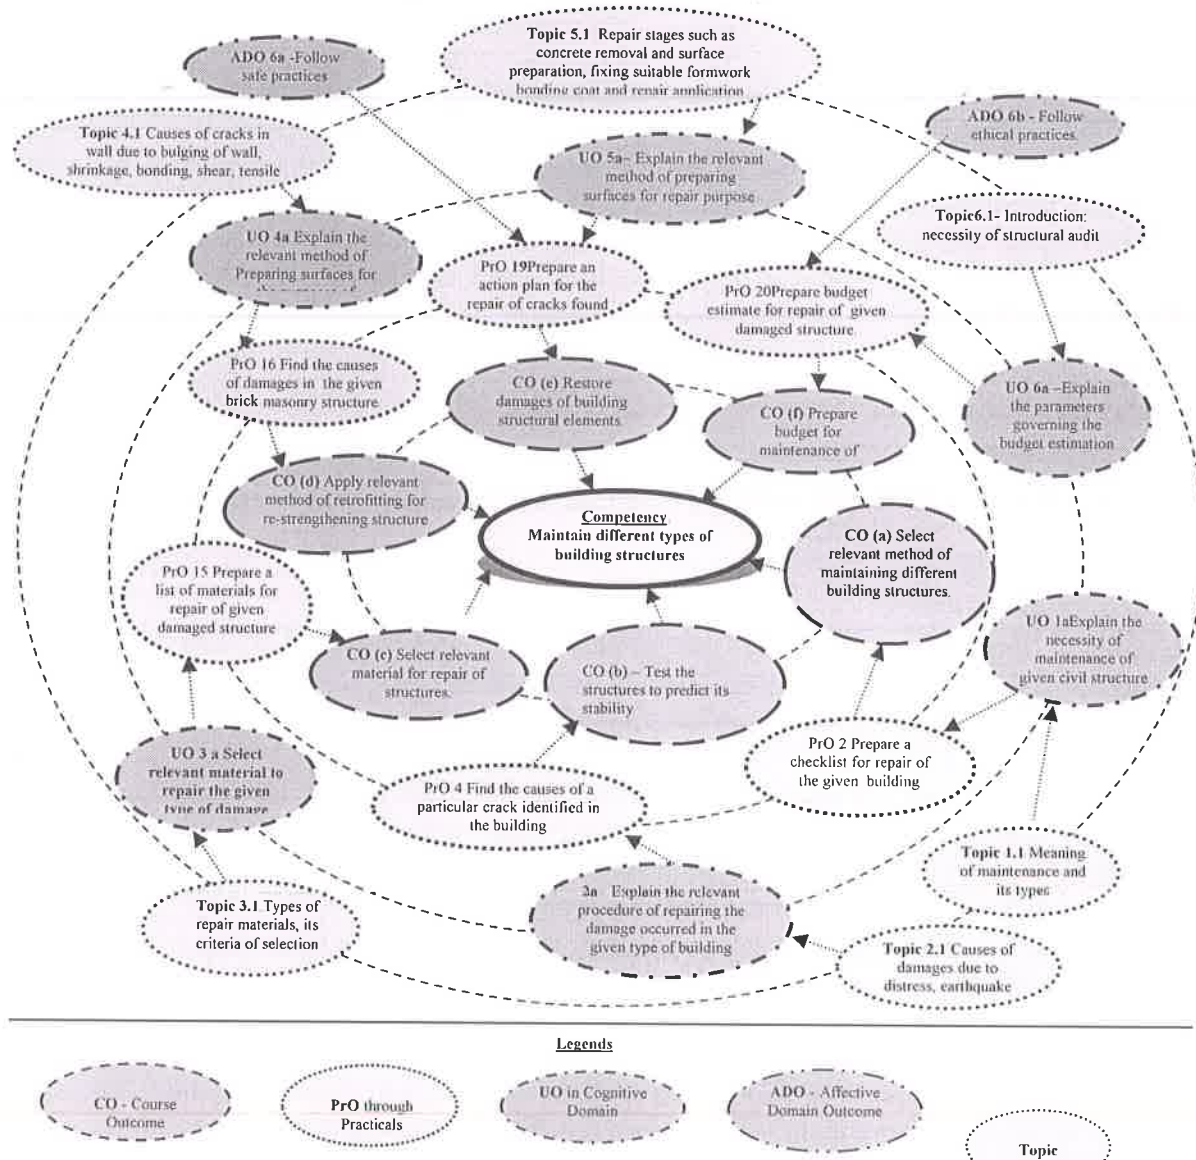 Topic 5.1 Repair stages such as
concrete removal and surface
preparation, fixing suitable formwork
bonding coat and repair application
ADO 6a -Follow
safe practices
ADO 6b - Follow
ethical practices.
Topic 4.1 Causes of cracks in
wall due to bulging of wall,
shrinkage, bonding, shear, tensile
UO 5a– Explain the relevant
method of preparing
surfaces for repair purpose
Topic6.1- Introduction:
necessity of structural audit
UO 4a Explain the
relevant method of
Preparing surfaces for
PrO 19Prepare an
action plan for the
repair of cracks found
PrO 20Prepare budget
estimate for repair of given
damaged structure
PrO 16 Find the causes
of damages in the given
brick masonry structure
CO (e) Restore
damages of building
structural elements.
CO (f) Prepare
budget for
maintenance of
UO 6a –Explain
the parameters
governing the
budget estimation
CO (d) Apply relevant
method of retrofitting for
re-strengthening structure
Competency
Maintain different types of
building structures
CO (a) Select
relevant method of
maintaining different
building structures.
PrO 15 Prepare a
list of materials for
repair of given
damaged structure
UO 1aExplain the
necessity of
maintenance of
given civil structure
CO (c) Select relevant
material for repair of
structures.
CO (b) – Test the
structures to predict its
stability
UO 3 a Select
relevant material to
repair the given
type of damage
PrO 4 Find the causes of a
particular crack identified in
the building
PrO 2 Prepare a
checklist for repair of
the given building
Topic 1.1 Meaning
of maintenance and
its types
Topic 3.1 Types of
repair materials, its
criteria of selection
3a Explain the relevant
procedure of repairing the
damage occurred in the
given type of building
Topic 2.1 Causes of
damages due to
distress, earthquake
Legends
CO - Course
Outcome
PrO through
Practicals
UO in Cognitive
Domain
ADO - Affective
Domain Outcome
Topic